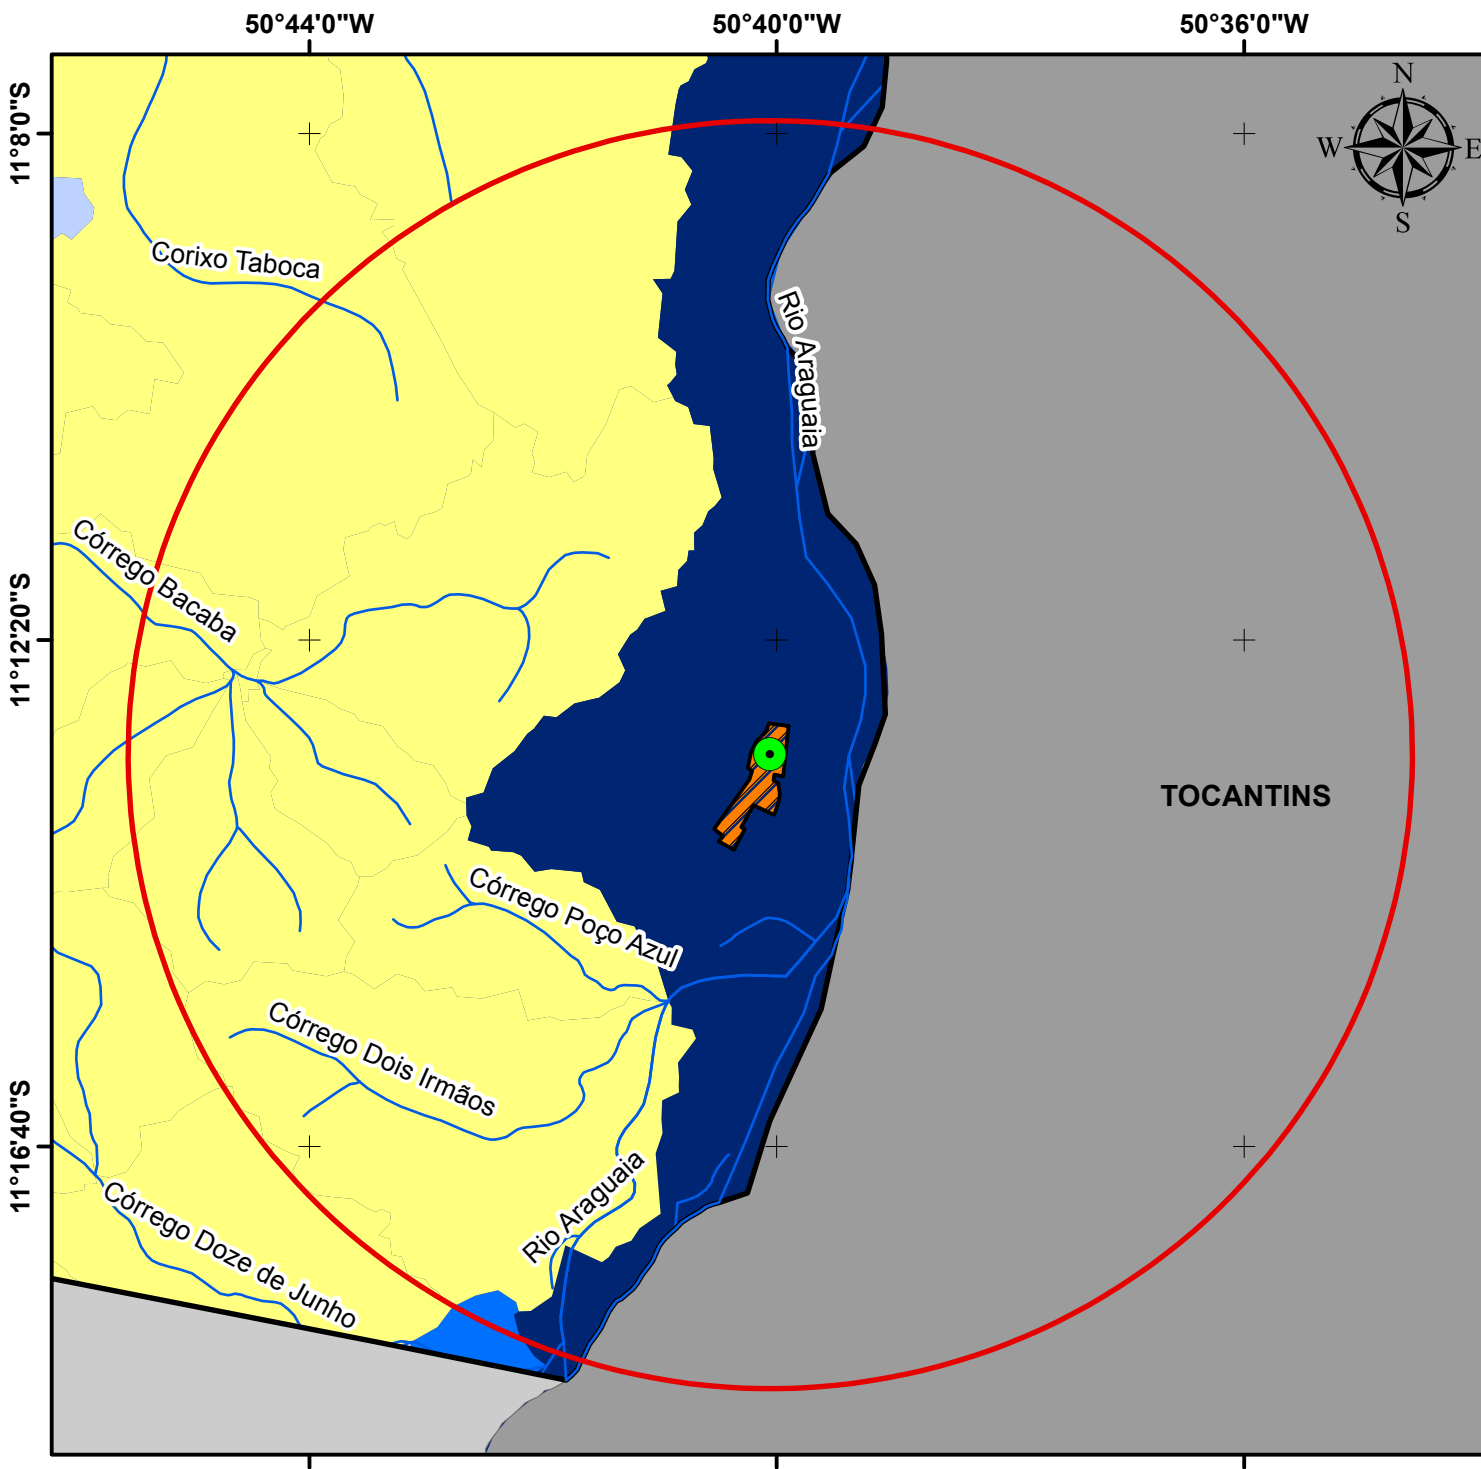 50°44'0"W
50°40'0"W
50°36'0"W
11°8'0"S
N
W
E
S
Corixo Taboca
Rio Araguaia
Córrego Bacaba
11°12'20"S
TOCANTINS
Córrego Poço Azul
Córrego Dois Irmãos
11°16'40"S
Rio Araguaia
Córrego Doze de Junho